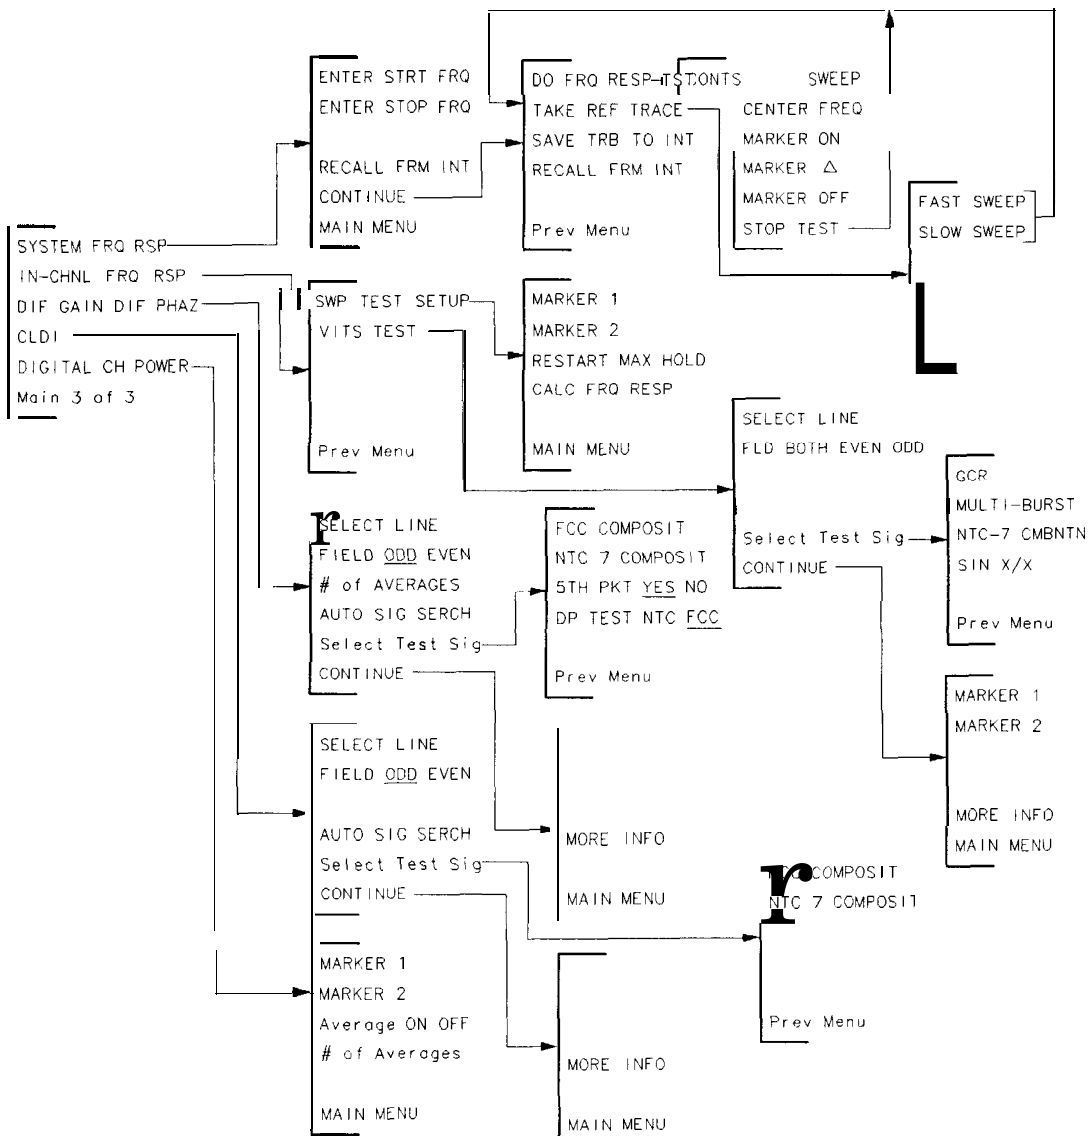 SYSTEM FRQ RSP
IN-CHNL FRQ RSP
DIF GAIN DIF PHAZ
CLDI
DIGITAL CH POWER
Main 3 of 3
ENTER STRT FRQ
ENTER STOP FRQ
RECALL FRM INT
CONTINUE
MAIN MENU
DO FRQ RESP TST
TAKE REF TRACE
SAVE TRB TO INT
RECALL FRM INT
Prev Menu
SWEEP
CENTER FREQ
MARKER ON
MARKER △
MARKER OFF
STOP TEST
FAST SWEEP
SLOW SWEEP
SWP TEST SETUP
VITS TEST
Prev Menu
MARKER 1
MARKER 2
RESTART MAX HOLD
CALC FRQ RESP
MAIN MENU
SELECT LINE
FLD BOTH EVEN ODD
Select Test Sig
CONTINUE
GCR
MULTI-BURST
NTC-7 CMBNTN
SIN X/X
Prev Menu
MARKER 1
MARKER 2
MORE INFO
MAIN MENU
SELECT LINE
FIELD ODD EVEN
# of AVERAGES
AUTO SIG SERCH
Select Test Sig
CONTINUE
FCC COMPOSIT
NTC 7 COMPOSIT
5TH PKT YES NO
DP TEST NTC FCC
Prev Menu
MORE INFO
MAIN MENU
SELECT LINE
FIELD ODD EVEN
AUTO SIG SERCH
Select Test Sig
CONTINUE
COMPOSIT
NTC 7 COMPOSIT
Prev Menu
MORE INFO
MAIN MENU
MARKER 1
MARKER 2
Average ON OFF
# of Averages
MAIN MENU